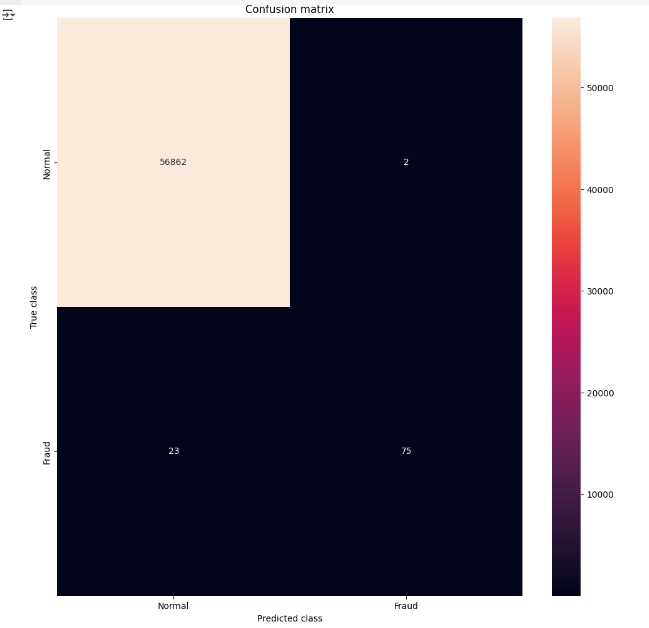 Confusion matrix
Normal
56862
2
True class
Fraud
23
75
Normal
Fraud
Predicted class
50000
40000
30000
20000
10000